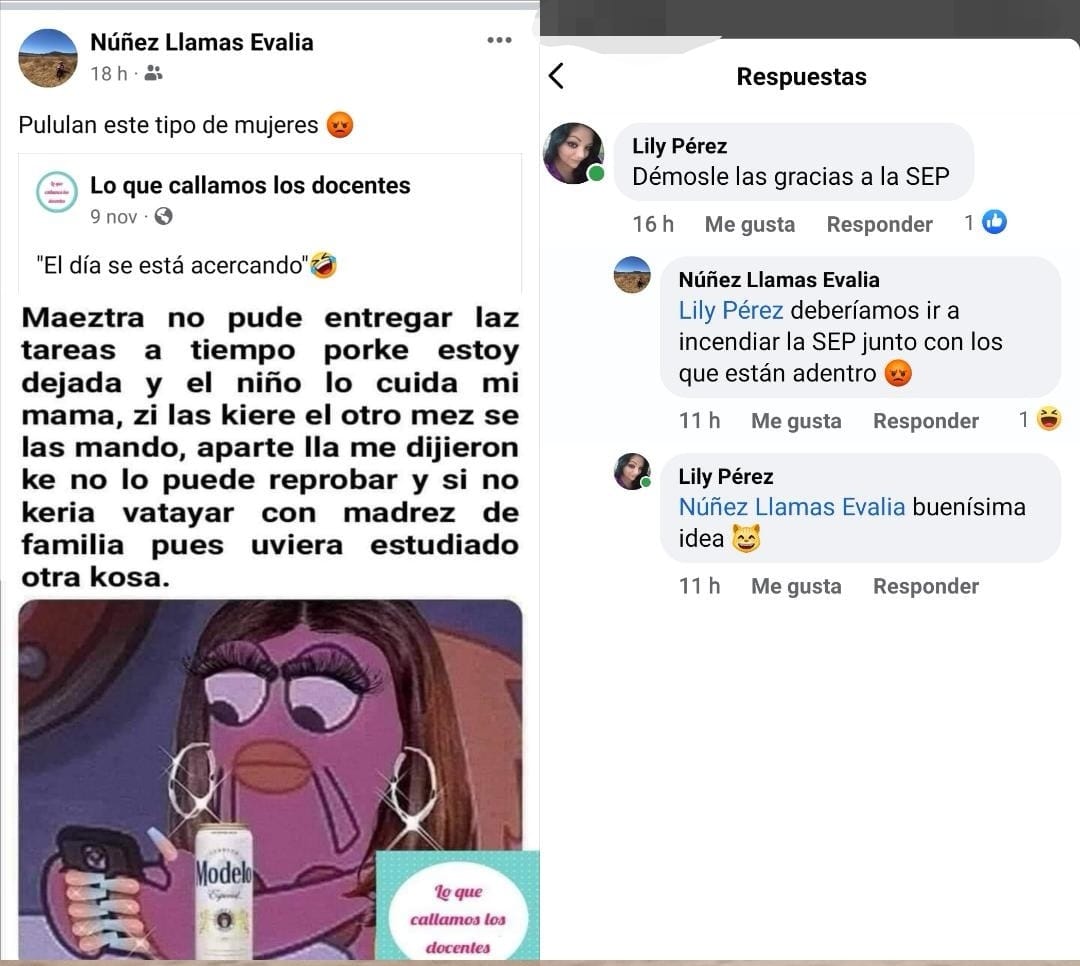 Núñez Llamas Evalia
18 h ·
Pululan este tipo de mujeres 😡
Lo que callamos los docentes
9 nov ·
"El día se está acercando"🤣
Maeztra no pude entregar laz
tareas a tiempo porke estoy
dejada y el niño lo cuida mi
mama, zi las kiere el otro mez se
las mando, aparte lla me dijieron
ke no lo puede reprobar y si no
keria vatayar con madrez de
familia pues uviera estudiado
otra kosa.
Modelo
Especial
Lo que
callamos los
docentes
Respuestas
Lily Pérez
Démosle las gracias a la SEP
16 h Me gusta Responder 1
Núñez Llamas Evalia
Lily Pérez deberíamos ir a
incendiar la SEP junto con los
que están adentro 😡
11 h Me gusta Responder 1
Lily Pérez
Núñez Llamas Evalia buenísima
idea 😸
11 h Me gusta Responder